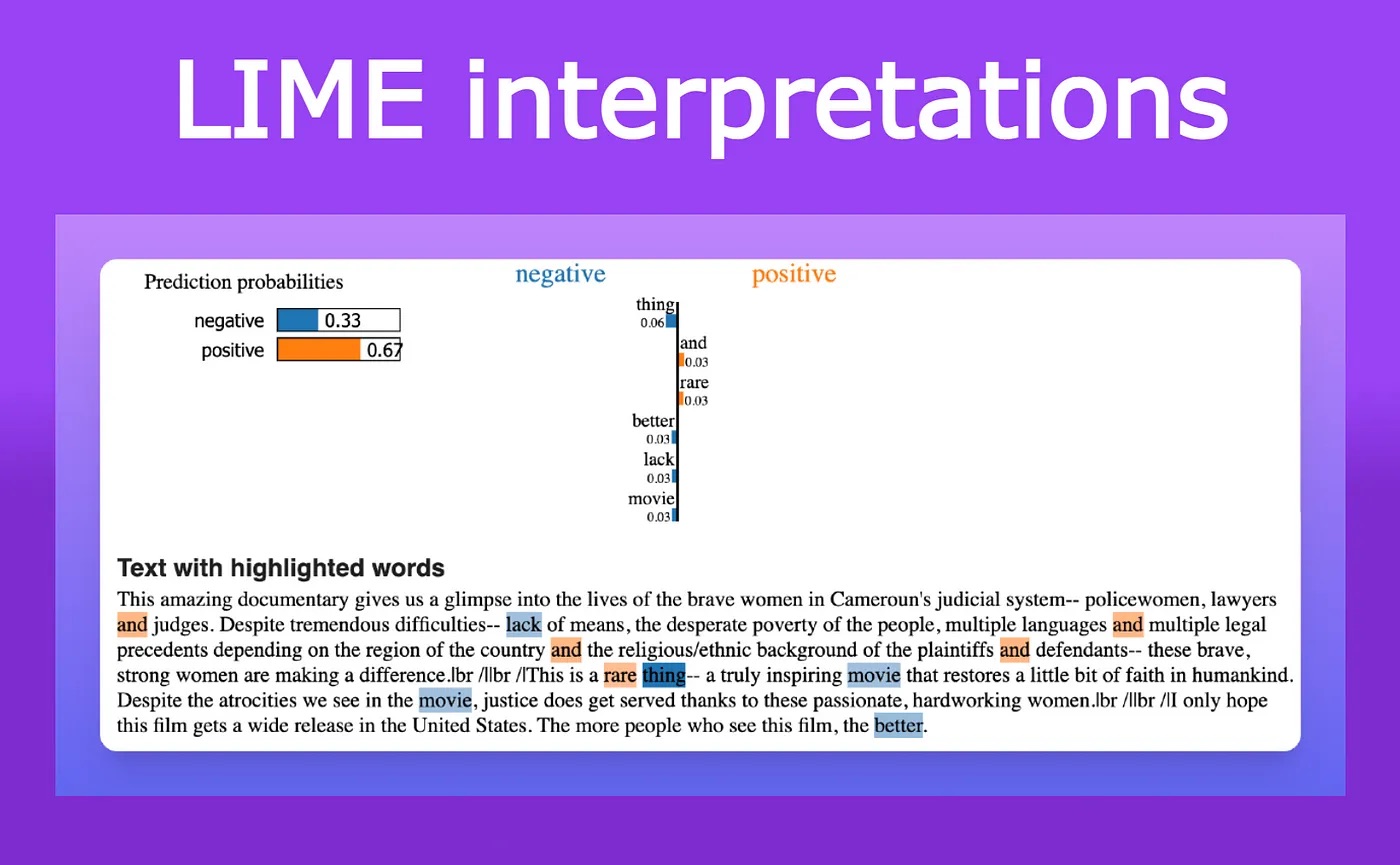 LIME interpretations
Prediction probabilities
negative 0.33
positive 0.67
negative positive
thing
0.06
and
0.03
rare
0.03
better
0.03
lack
0.03
movie
0.03
Text with highlighted words
This amazing documentary gives us a glimpse into the lives of the brave women in Cameroun's judicial system-- policewomen, lawyers
and judges. Despite tremendous difficulties-- lack of means, the desperate poverty of the people, multiple languages and multiple legal
precedents depending on the region of the country and the religious/ethnic background of the plaintiffs and defendants-- these brave,
strong women are making a difference.lbr /llbr /lThis is a rare thing-- a truly inspiring movie that restores a little bit of faith in humankind.
Despite the atrocities we see in the movie, justice does get served thanks to these passionate, hardworking women.lbr /llbr /lI only hope
this film gets a wide release in the United States. The more people who see this film, the better.